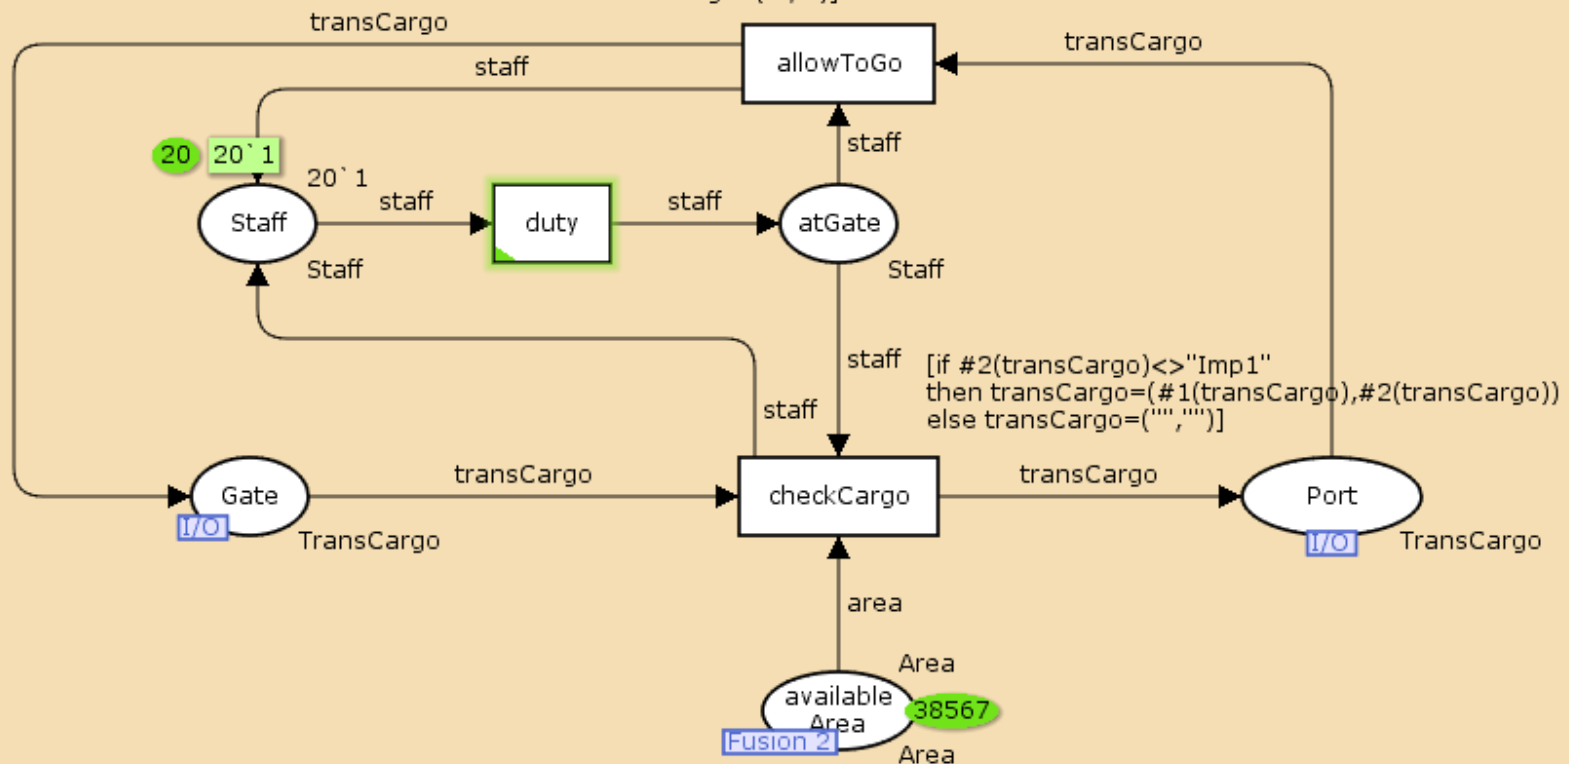 transCargo
allowToGo
transCargo
staff
staff
20
20`1
20`1
Staff
staff
duty
staff
atGate
Staff
Staff
staff
[if #2(transCargo)<>"Imp1"
then transCargo=(#1(transCargo),#2(transCargo))
else transCargo=("","")]
staff
Gate
transCargo
checkCargo
transCargo
Port
I/O
TransCargo
I/O
TransCargo
area
Area
available
Area
38567
Fusion 2
Area